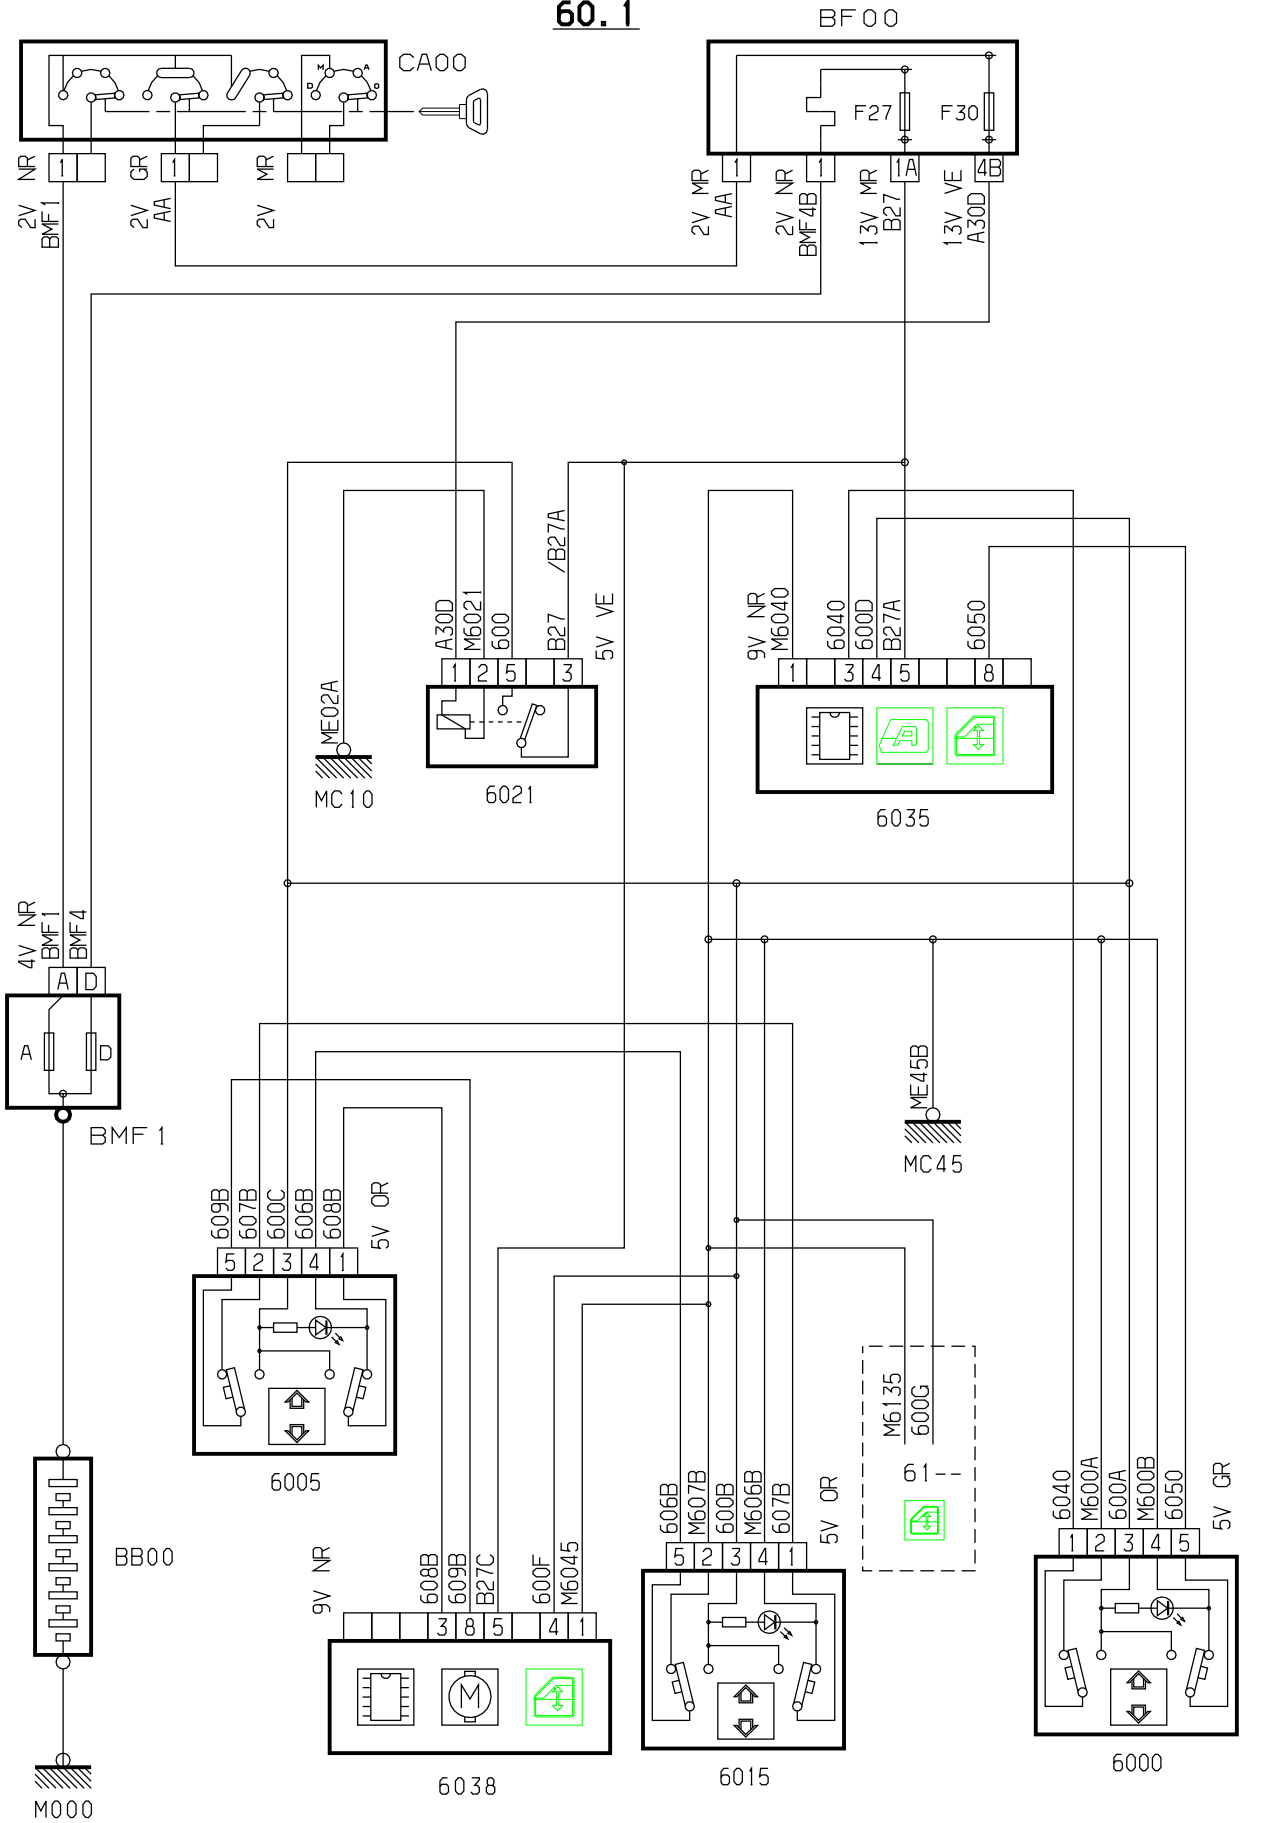 60.1
BF00
CA00
M
A
D
O
F27
F30
1
1
1
1
1A
4B
2V NR
BMF1
2V GR
AA
2V MR
2V MR
AA
2V NR
BMF4B
13V MR
B27
13V VE
A30D
A30D
M6021
600
B27 /B27A
5V VE
9V NR
M6040
6040
600D
B27A
6050
1
2
5
3
1
3
4
5
8
ME02A
MC10
6021
A
6035
4V NR
BMF1
BMF4
A
D
A
D
BMF1
ME45B
MC45
609B
607B
600C
606B
608B
5V OR
5
2
3
4
1
6005
M6135
600G
61--
BB00
9V NR
608B
609B
B27C
600F
M6045
3
8
5
4
1
M
6038
606B
M607B
600B
M606B
607B
5V OR
5
2
3
4
1
6015
6040
M600A
600A
M600B
6050
5V GR
1
2
3
4
5
6000
M000